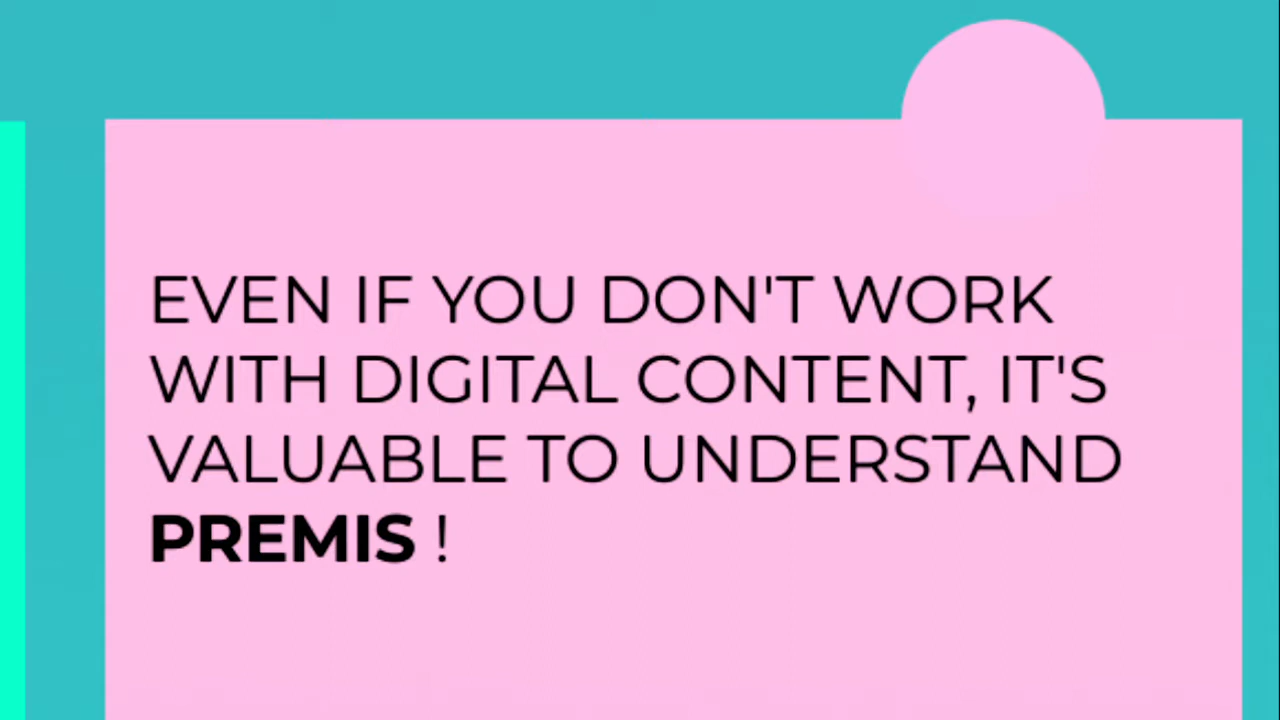 EVEN IF YOU DON'T WORK
WITH DIGITAL CONTENT, IT'S
VALUABLE TO UNDERSTAND
PREMIS !